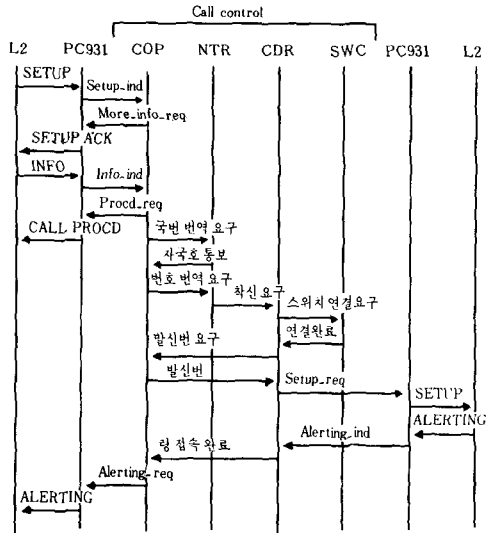 Call control
L2 PC931 COP NTR CDR SWC PC931 L2
SETUP
Setup_ind
More_info_req
SETUP ACK
INFO
Info_ind
Procd_req
CALL PROCD
국번 번역 요구
자국호 통보
번호 번역 요구
착신 요구
스위치 연결요구
연결완료
발신번 요구
발신번
Setup_req
SETUP
ALERTING
Alerting_ind
링 접속 완료
Alerting_req
ALERTING